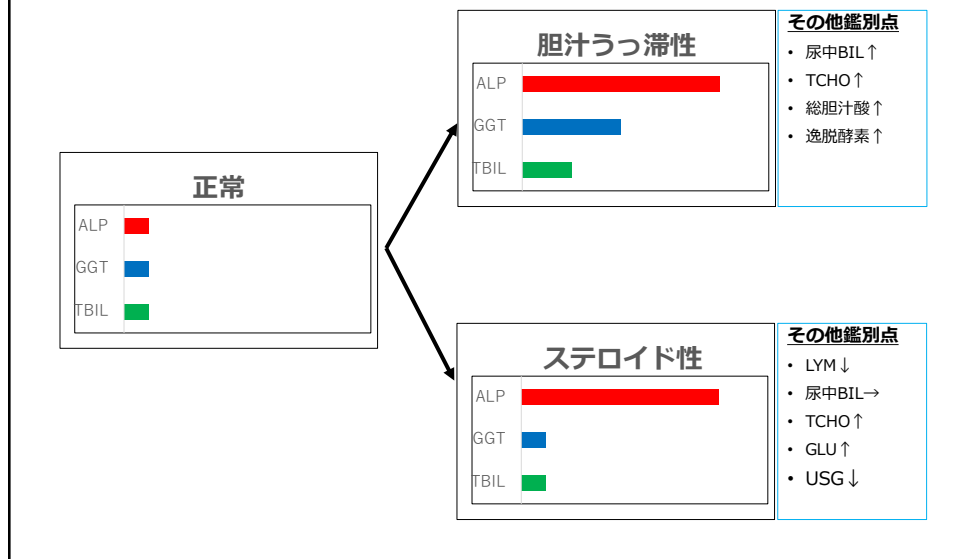 正常
ALP
GGT
TBIL
胆汁うっ滞性
ALP
GGT
TBIL
その他鑑別点
• 尿中BIL↑
• TCHO↑
• 総胆汁酸↑
• 逸脱酵素↑
ステロイド性
ALP
GGT
TBIL
その他鑑別点
• LYM↓
• 尿中BIL→
• TCHO↑
• GLU↑
• USG↓